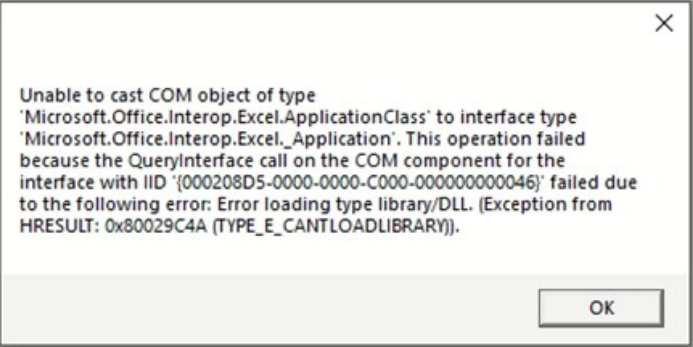 Unable to cast COM object of type
'Microsoft.Office.Interop.Excel.ApplicationClass' to interface type
'Microsoft.Office.Interop.Excel._Application'. This operation failed
because the QueryInterface call on the COM component for the
interface with IID '{000208D5-0000-0000-C000-000000000046}' failed due
to the following error: Error loading type library/DLL. (Exception from
HRESULT: 0x80029C4A (TYPE_E_CANTLOADLIBRARY)).
OK